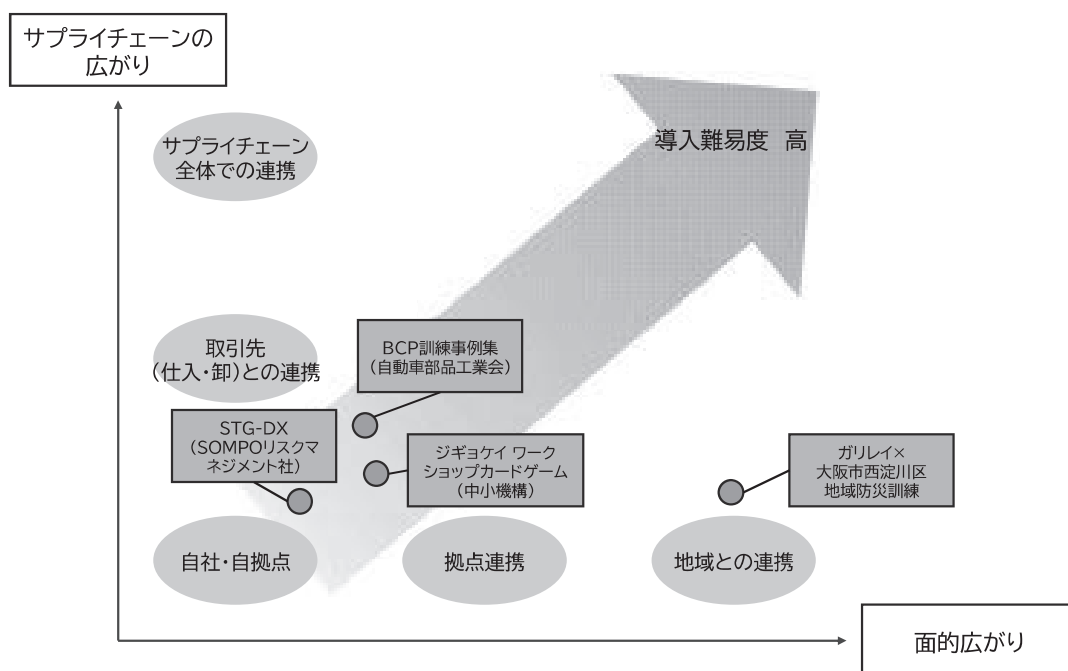 サプライチェーンの
広がり
サプライチェーン
全体での連携
導入難易度 高
取引先
(仕入・卸)との連携
BCP訓練事例集
(自動車部品工業会)
STG-DX
(SOMPOリスクマ
ネジメント社)
ジギョケイ ワーク
ショップカードゲーム
(中小機構)
ガリレイ×
大阪市西淀川区
地域防災訓練
自社・自拠点
拠点連携
地域との連携
面的広がり